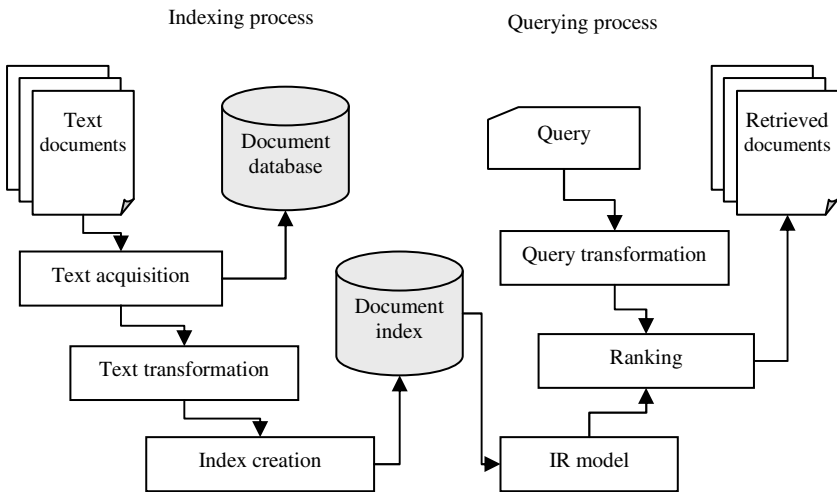 Indexing process
Querying process
Text
documents
Document
database
Query
Retrieved
documents
Text acquisition
Query transformation
Document
index
Text transformation
Ranking
Index creation
IR model